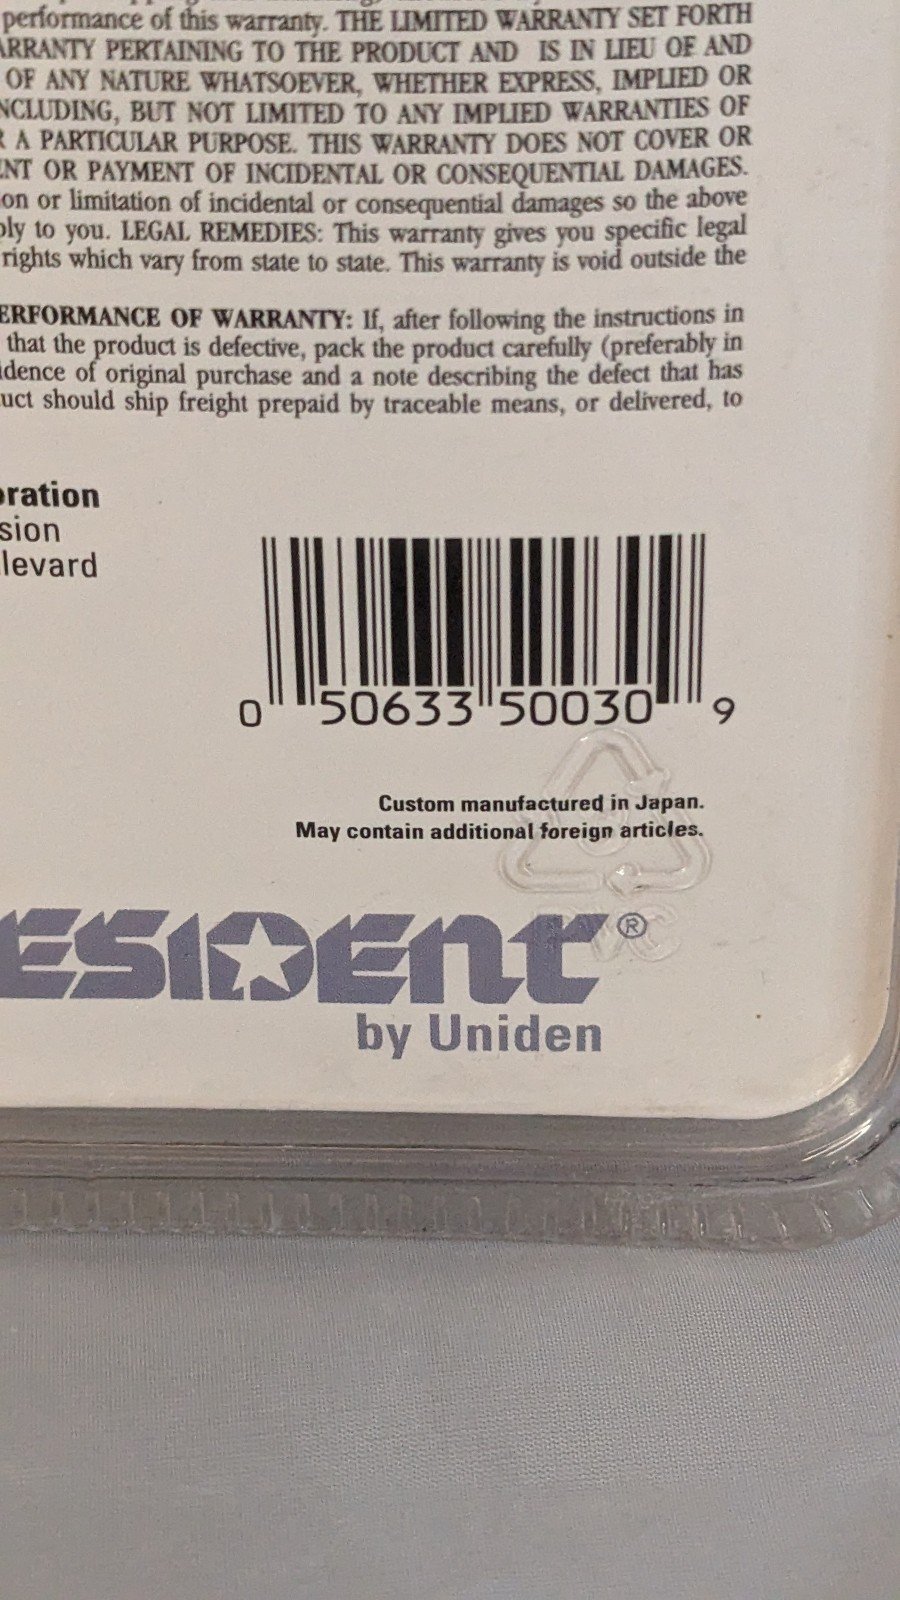 performance of this warranty. THE LIMITED WARRANTY SET FORTH
ARRANTY PERTAINING TO THE PRODUCT AND IS IN LIEU OF AND
OF ANY NATURE WHATSOEVER, WHETHER EXPRESS, IMPLIED OR
NCLUDING, BUT NOT LIMITED TO ANY IMPLIED WARRANTIES OF
R A PARTICULAR PURPOSE. THIS WARRANTY DOES NOT COVER OR
ENT OR PAYMENT OF INCIDENTAL OR CONSEQUENTIAL DAMAGES.
on or limitation of incidental or consequential damages so the above
ply to you. LEGAL REMEDIES: This warranty gives you specific legal
rights which vary from state to state. This warranty is void outside the
ERFORMANCE OF WARRANTY: If, after following the instructions in
that the product is defective, pack the product carefully (preferably in
idence of original purchase and a note describing the defect that has
uct should ship freight prepaid by traceable means, or delivered, to
oration
sion
levard
0 50633 50030 9
Custom manufactured in Japan.
May contain additional foreign articles.
ESIDENT®
by Uniden